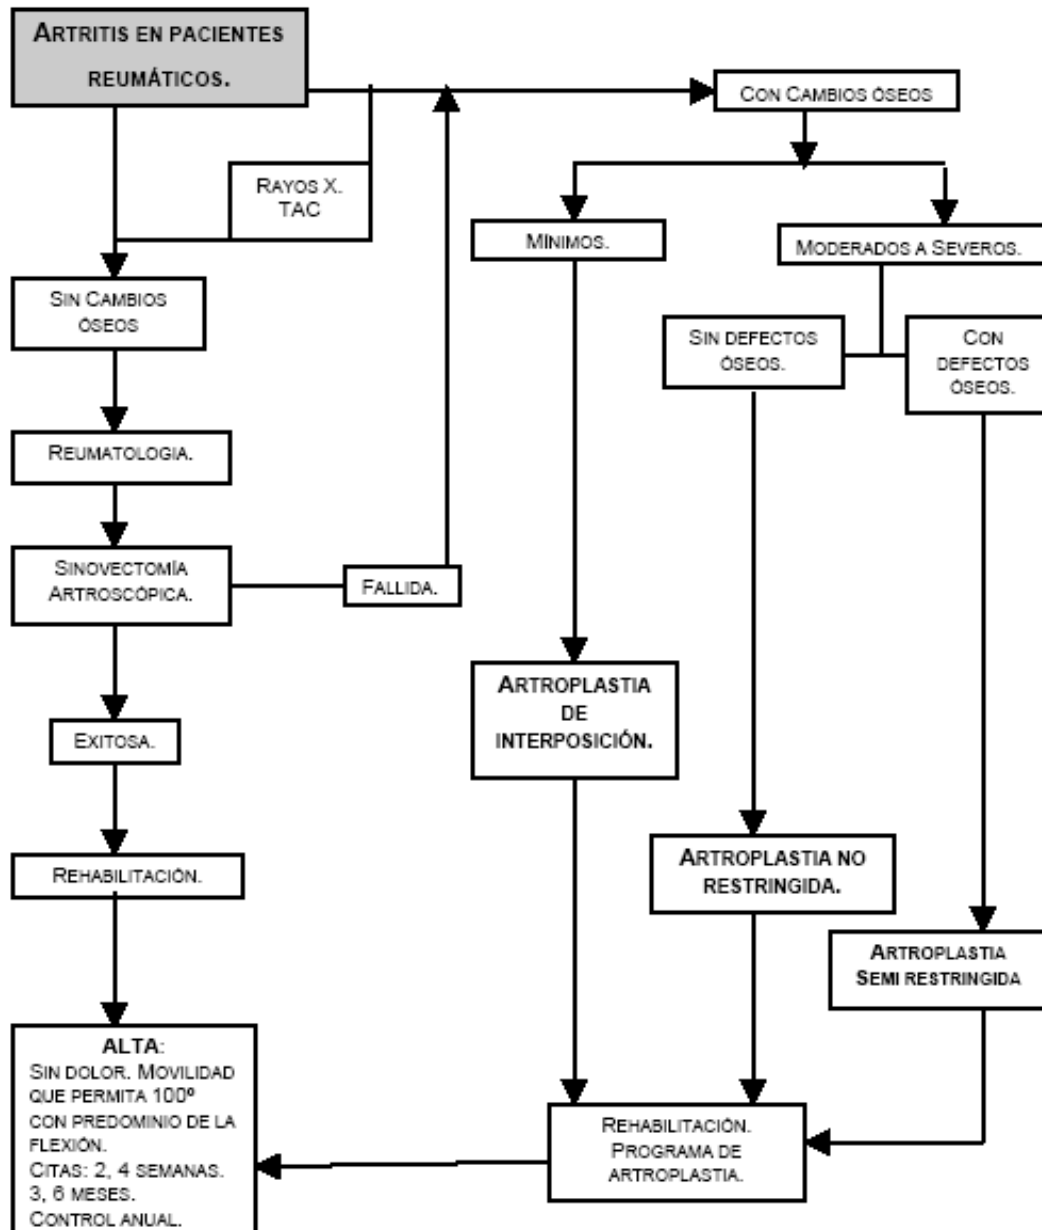 ARTRITIS EN PACIENTES
REUMÁTICOS.
CON CAMBIOS ÓSEOS
RAYOS X.
TAC
MÍNIMOS.
MODERADOS A SEVEROS.
SIN CAMBIOS
ÓSEOS
SIN DEFECTOS
ÓSEOS.
CON
DEFECTOS
ÓSEOS.
REUMATOLOGIA.
SINOVECTOMÍA
ARTROSCÓPICA.
FALLIDA.
ARTROPLASTIA
DE
INTERPOSICIÓN.
EXITOSA.
ARTROPLASTIA NO
RESTRINGIDA.
REHABILITACIÓN.
ARTROPLASTIA
SEMI RESTRINGIDA
ALTA:
SIN DOLOR. MOVILIDAD
QUE PERMITA 100º
CON PREDOMINIO DE LA
FLEXIÓN.
CITAS: 2, 4 SEMANAS.
3, 6 MESES.
CONTROL ANUAL.
REHABILITACIÓN.
PROGRAMA DE
ARTROPLASTIA.